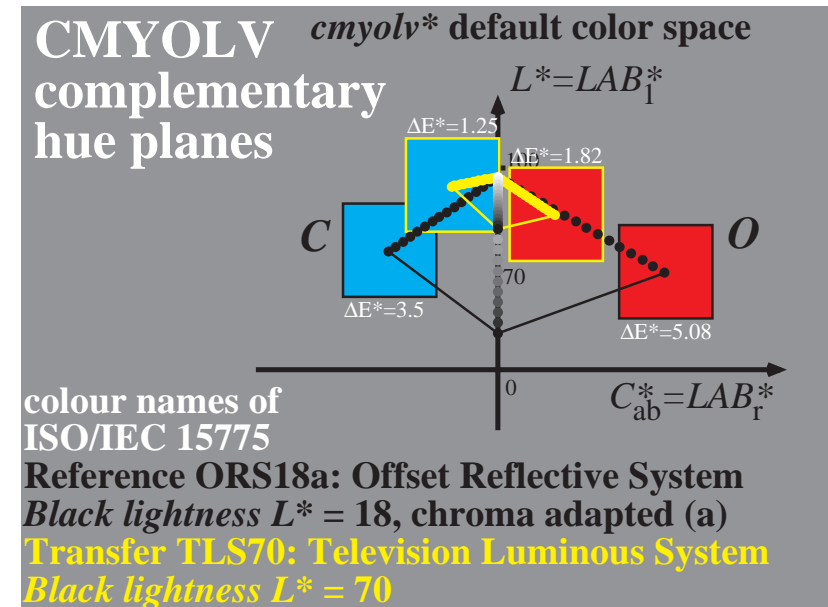 CMYOLV
complementary
hue planes
cmyolv* default color space
L*=LAB*1
ΔE*=1.25
ΔE*=1.82
100
C
O
70
ΔE*=3.5
ΔE*=5.08
0
C*ab=LAB*r
colour names of
ISO/IEC 15775
Reference ORS18a: Offset Reflective System
Black lightness L* = 18, chroma adapted (a)
Transfer TLS70: Television Luminous System
Black lightness L* = 70